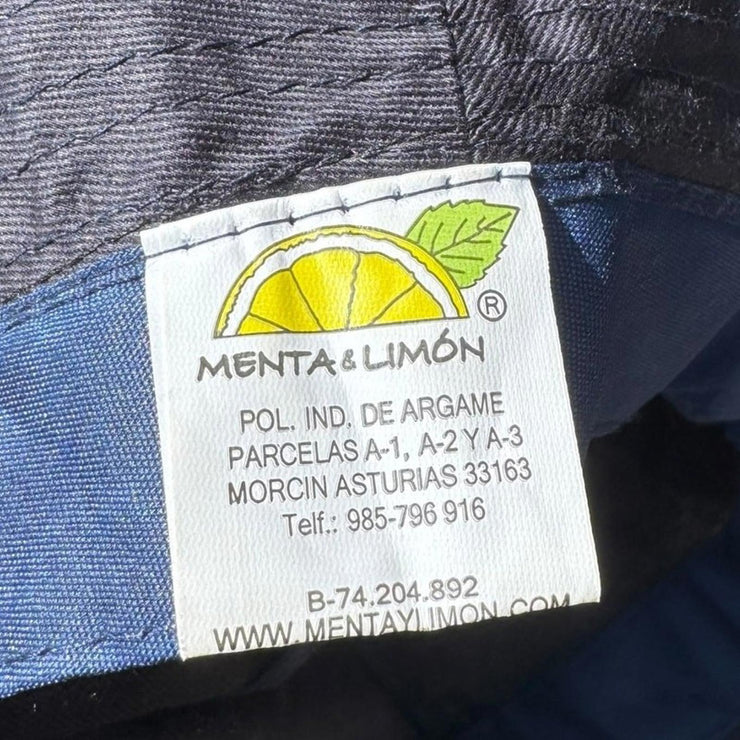 ®
MENTA & LIMÓN
POL. IND. DE ARGAME
PARCELAS A-1, A-2 Y A-3
MORCIN ASTURIAS 33163
Telf.: 985-796 916
B-74.204.892
WWW.MENTAYLIMON.COM